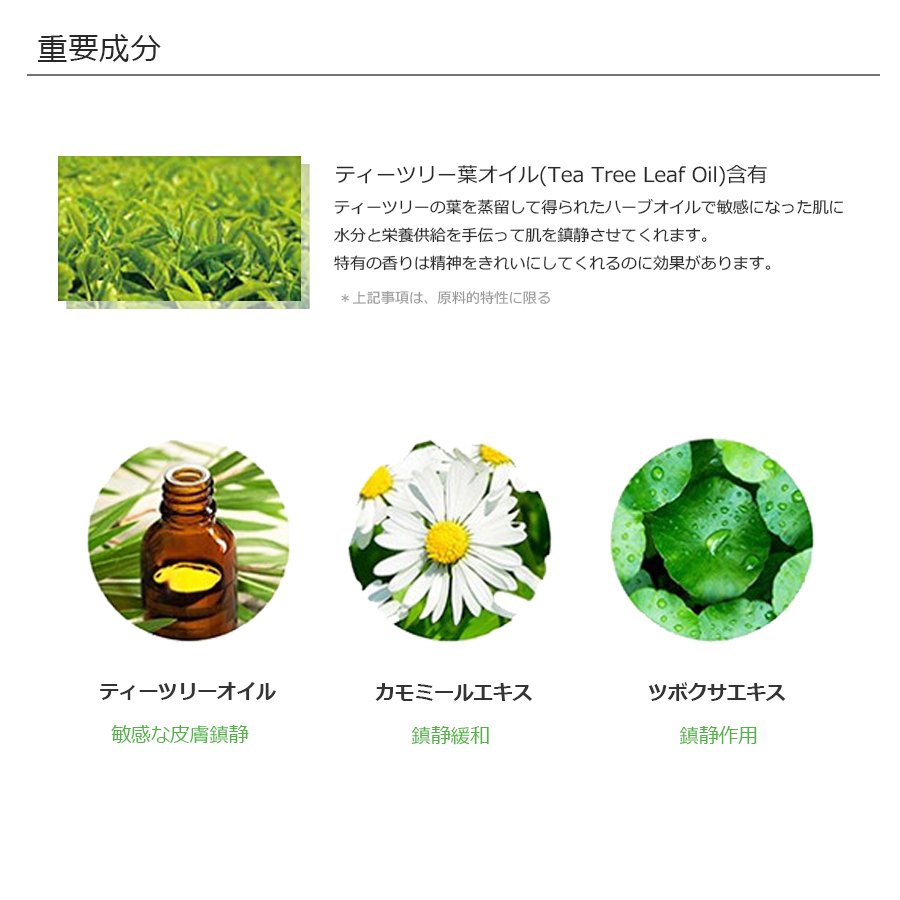 重要成分
ティーツリー葉オイル(Tea Tree Leaf Oil)含有
ティーツリーの葉を蒸留して得られたハーブオイルで敏感になった肌に
水分と栄養供給を手伝って肌を鎮静させてくれます。
特有の香りは精神をきれいにしてくれるのに効果があります。
＊上記事項は、原料的特性に限る
ティーツリーオイル
カモミールエキス
ツボクサエキス
敏感な皮膚鎮静
鎮静緩和
鎮静作用